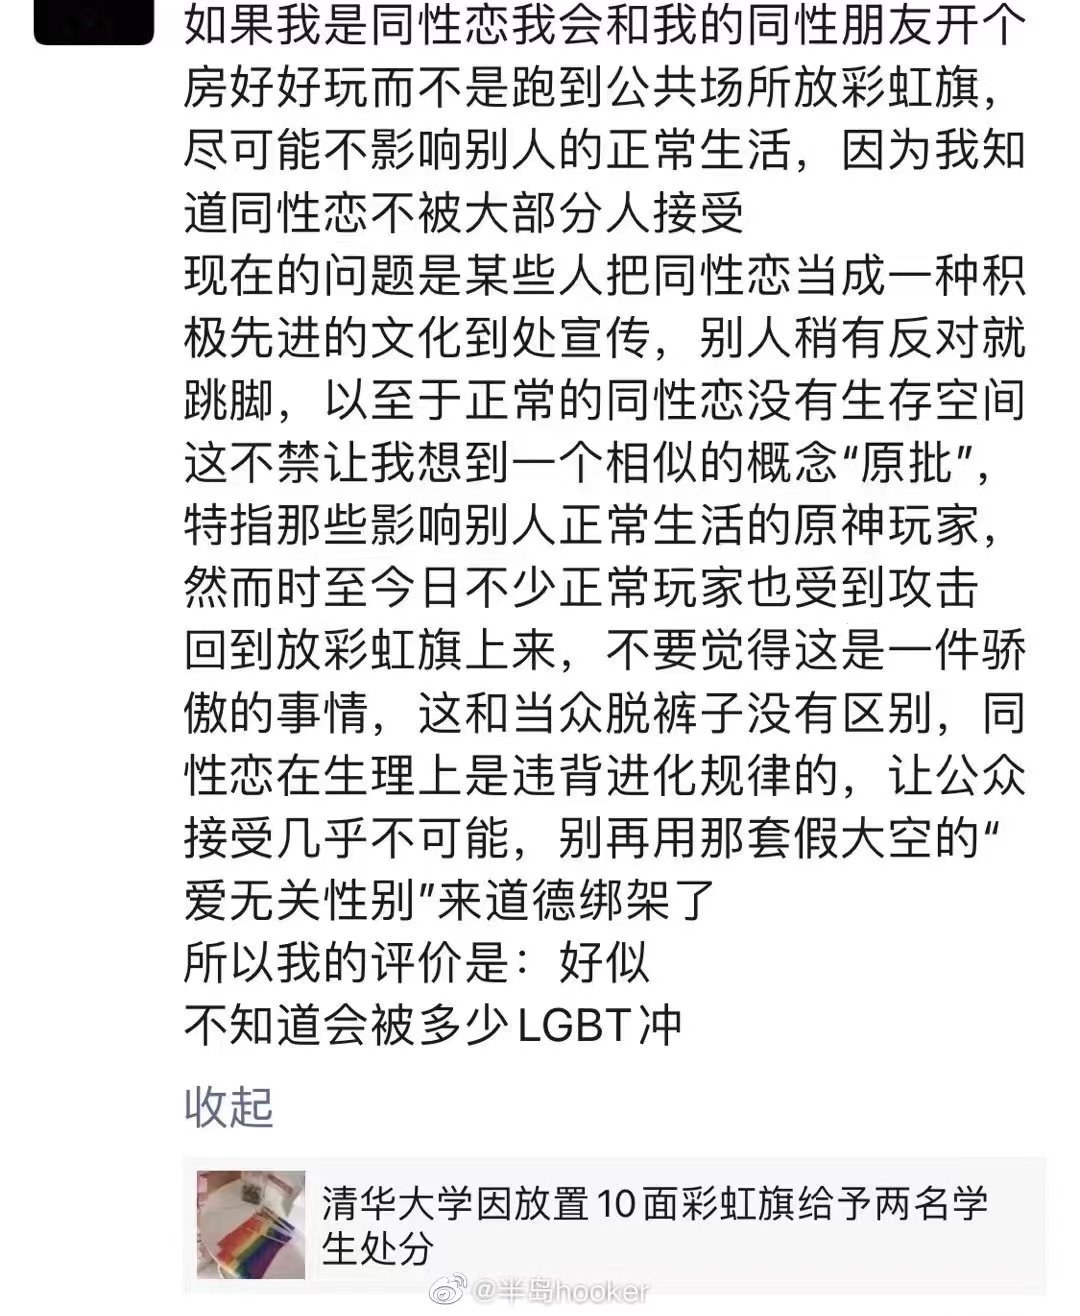 如果我是同性恋我会和我的同性朋友开个
房好好玩而不是跑到公共场所放彩虹旗，
尽可能不影响别人的正常生活，因为我知
道同性恋不被大部分人接受
现在的问题是某些人把同性恋当成一种积
极先进的文化到处宣传，别人稍有反对就
跳脚，以至于正常的同性恋没有生存空间
这不禁让我想到一个相似的概念“原批”，
特指那些影响别人正常生活的原神玩家，
然而时至今日不少正常玩家也受到攻击
回到放彩虹旗上来，不要觉得这是一件骄
傲的事情，这和当众脱裤子没有区别，同
性恋在生理上是违背进化规律的，让公众
接受几乎不可能，别再用那套假大空的“
爱无关性别”来道德绑架了
所以我的评价是：好似
不知道会被多少LGBT冲
收起
清华大学因放置10面彩虹旗给予两名学
生处分
@半岛hooker